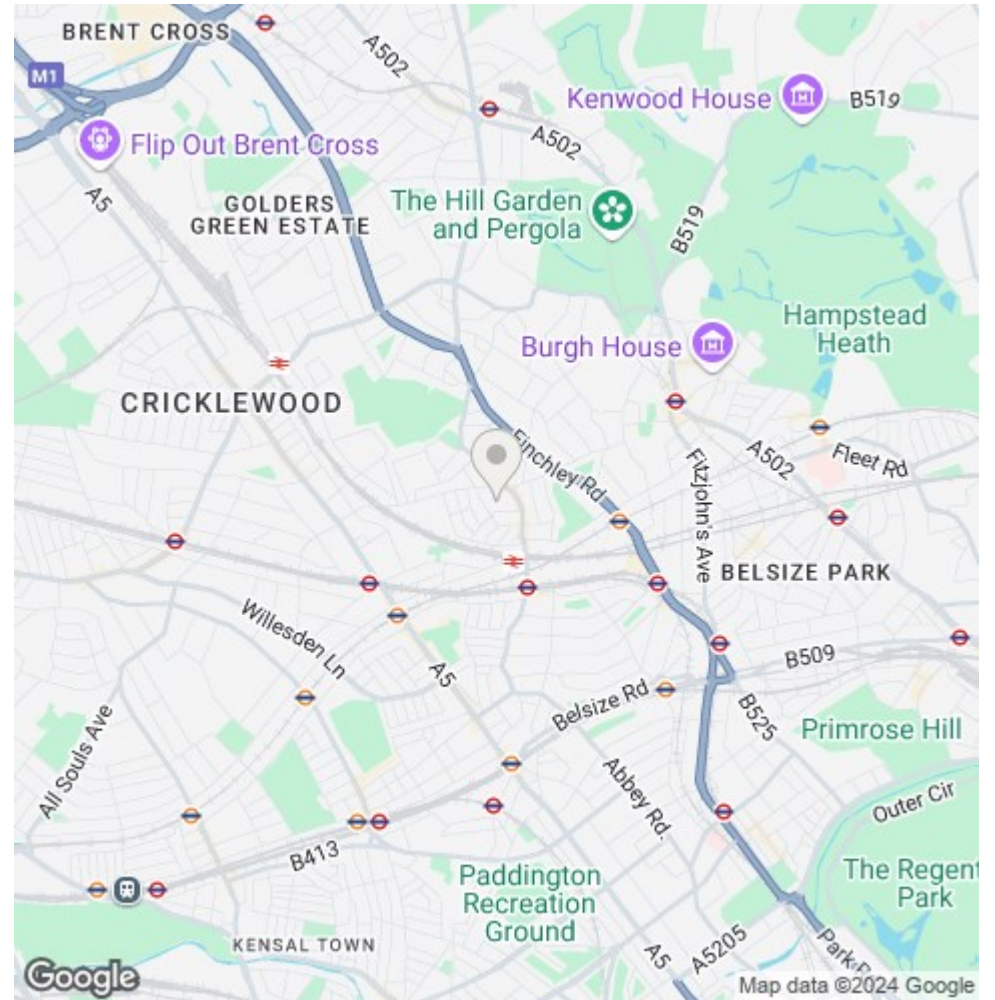 BRENT CROSS
A502
M1
Kenwood House
B519
Flip Out Brent Cross
A502
A5
GOLDERS
GREEN ESTATE
The Hill Garden
and Pergola
B519
Hampstead
Heath
Burgh House
CRICKLEWOOD
Finchley Rd
A502
Fleet Rd
Fitzjohn's Ave
BELSIZE PARK
Willesden Ln
A5
B509
Belsize Rd
B525
Primrose Hill
All Souls Ave
Abbey Rd.
Outer Cir
B413
Paddington
Recreation
Ground
The Regent
Park
KENSAL TOWN
A5
A5205
Park
Google
Map data ©2024 Google